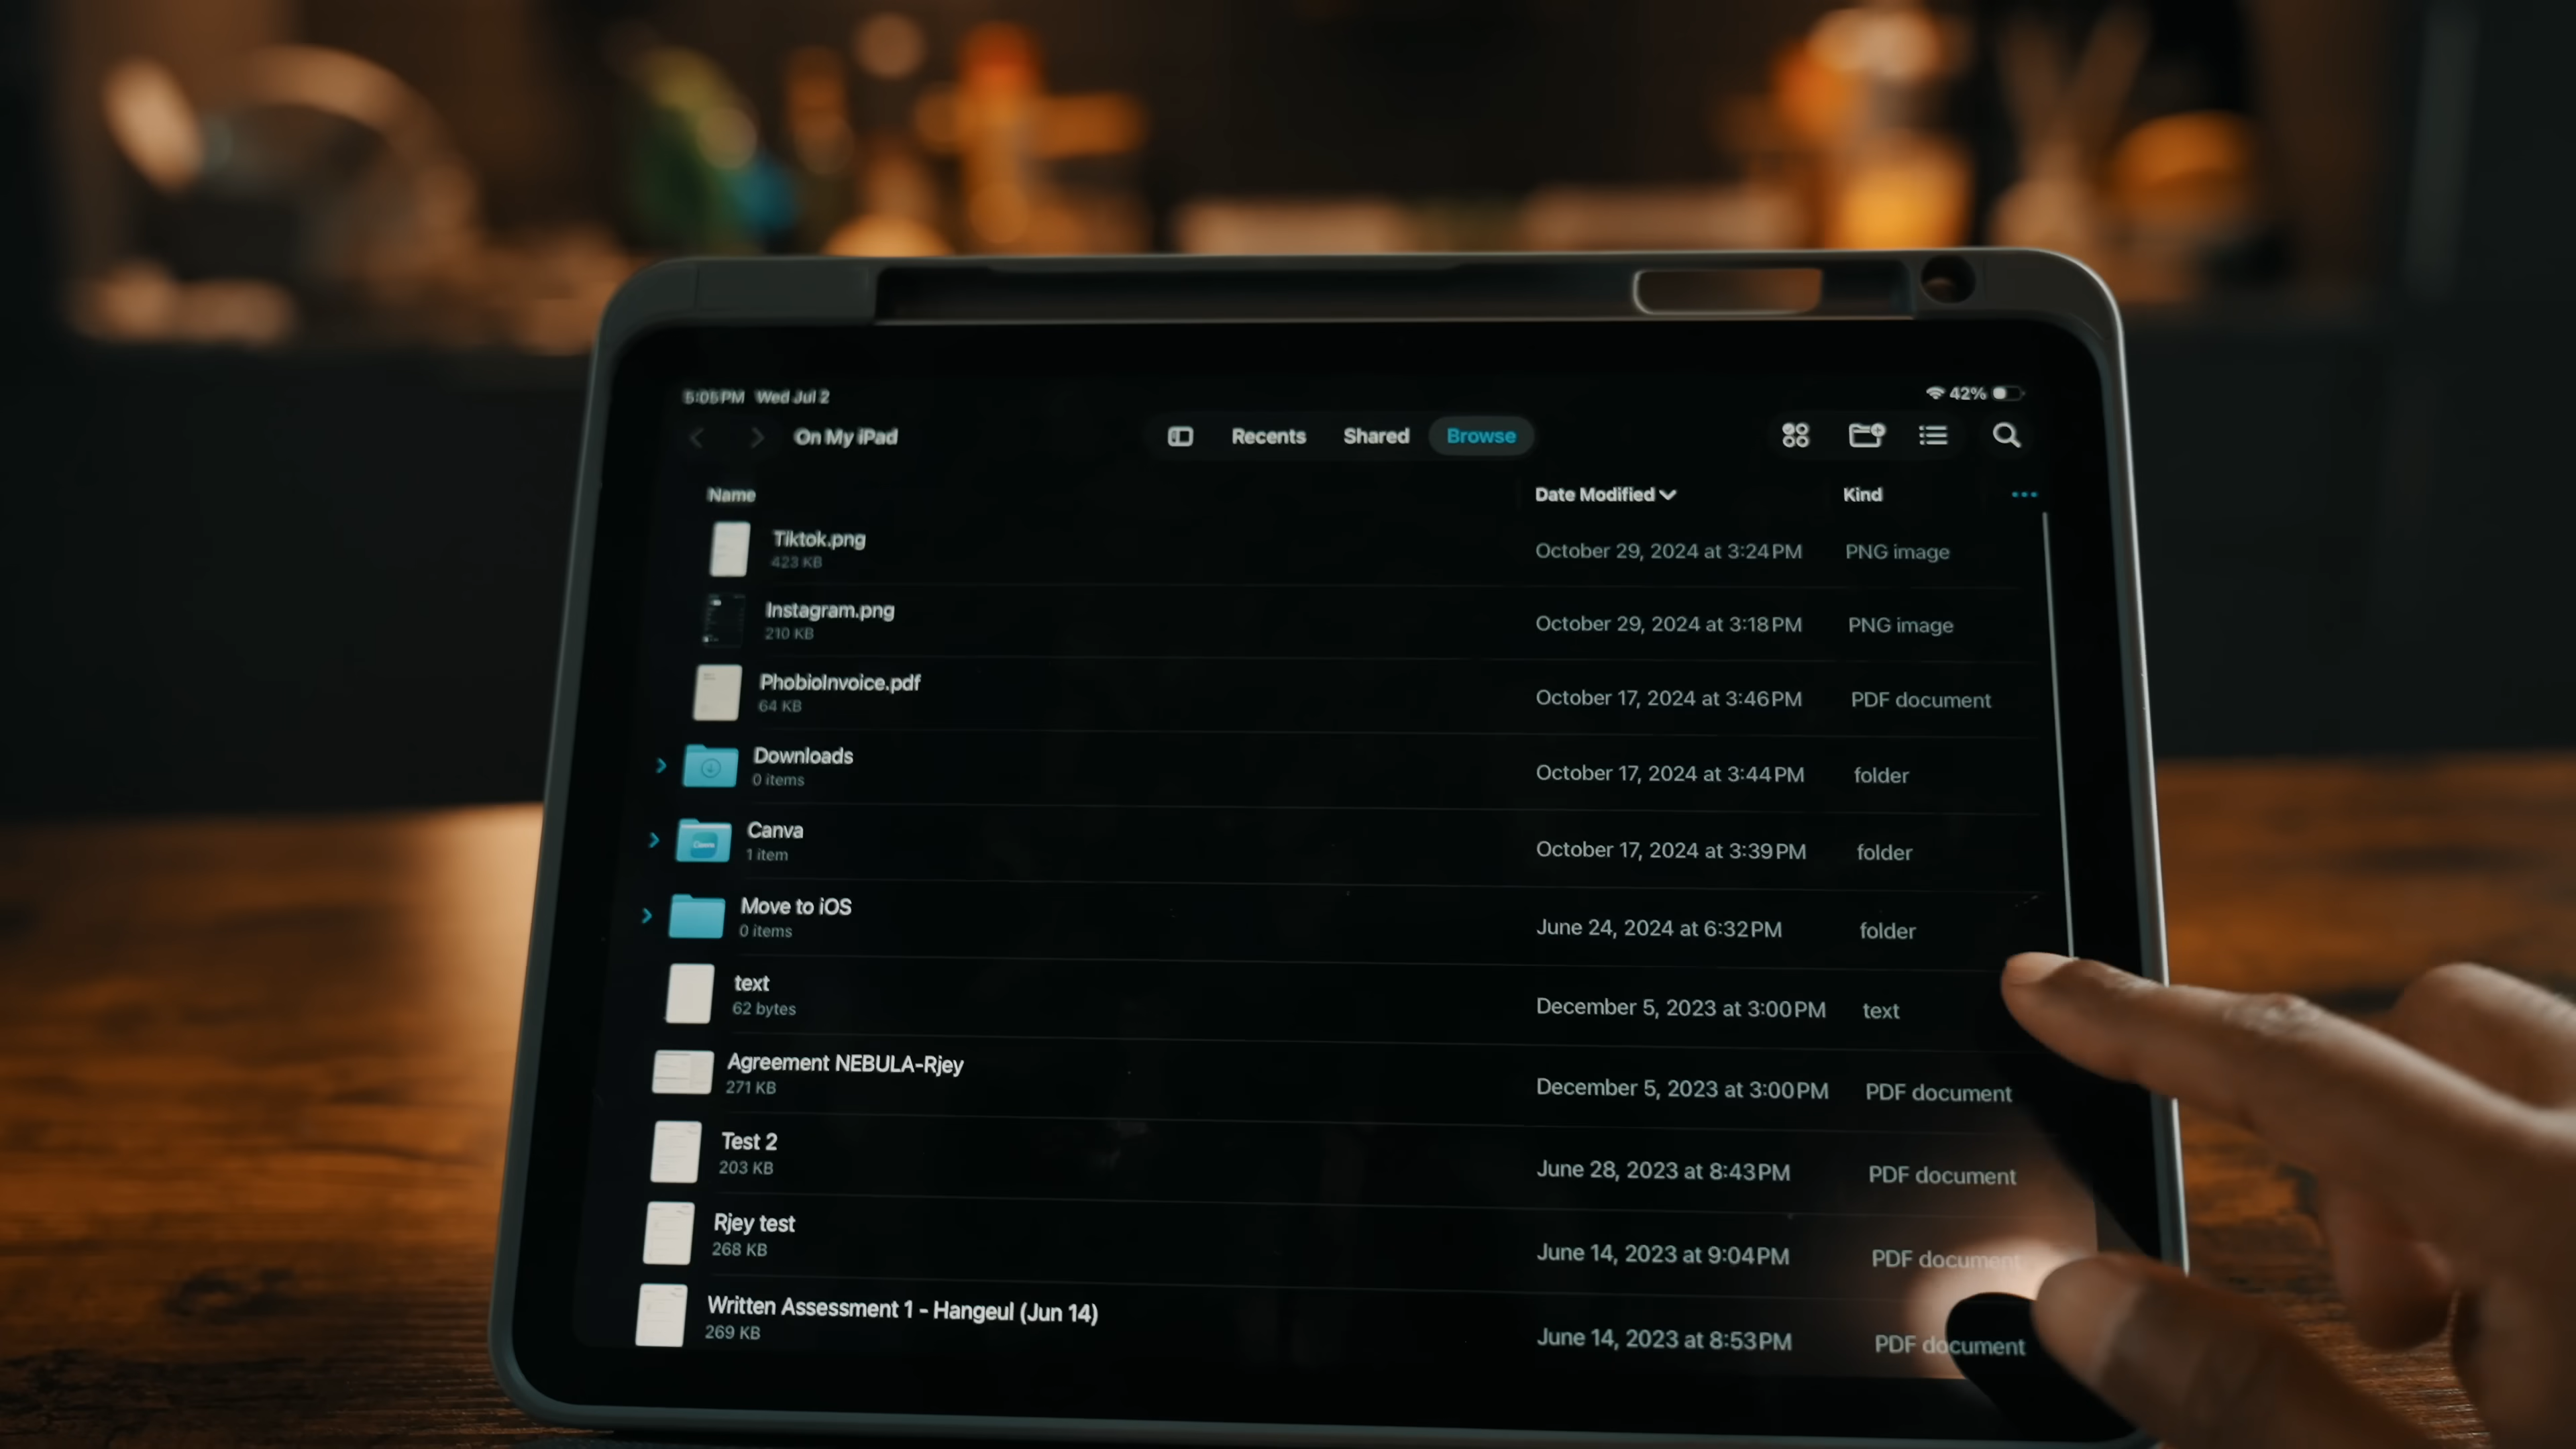 5:05 PM Wed Jul 2
42%
On My iPad
Recents Shared Browse
Name Date Modified Kind
Tiktok.png
423 KB
October 29, 2024 at 3:24 PM PNG image
Instagram.png
210 KB
October 29, 2024 at 3:18 PM PNG image
PhobioInvoice.pdf
64 KB
October 17, 2024 at 3:46 PM PDF document
Downloads
0 items
October 17, 2024 at 3:44 PM folder
Canva
1 item
October 17, 2024 at 3:39 PM folder
Move to iOS
0 items
June 24, 2024 at 6:32 PM folder
text
62 bytes
December 5, 2023 at 3:00 PM text
Agreement NEBULA-Rjey
271 KB
December 5, 2023 at 3:00 PM PDF document
Test 2
203 KB
June 28, 2023 at 8:43 PM PDF document
Rjey test
268 KB
June 14, 2023 at 9:04 PM PDF document
Written Assessment 1 - Hangeul (Jun 14)
269 KB
June 14, 2023 at 8:53 PM PDF document